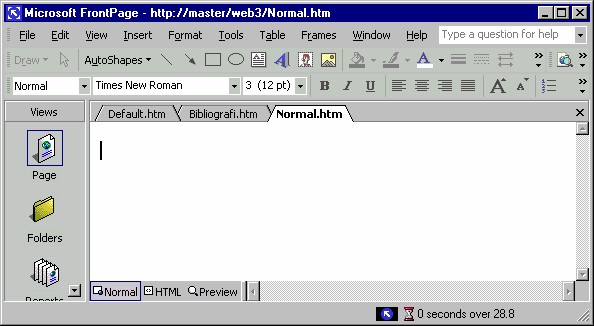 Microsoft FrontPage - http://master/web3/Normal.htm
File Edit View Insert Format Tools Table Frames Window Help Type a question for help
Draw AutoShapes
Normal Times New Roman 3 (12 pt) B I U
Views Default.htm Bibliografi.htm Normal.htm
Page
Folders
Reports
Normal HTML Preview
0 seconds over 28.8